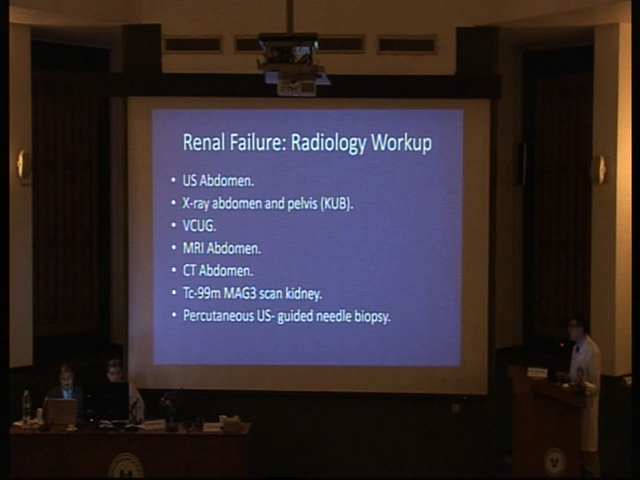 Renal Failure: Radiology Workup
• US Abdomen.
• X-ray abdomen and pelvis (KUB).
• VCUG.
• MRI Abdomen.
• CT Abdomen.
• Tc-99m MAG3 scan kidney.
• Percutaneous US- guided needle biopsy.